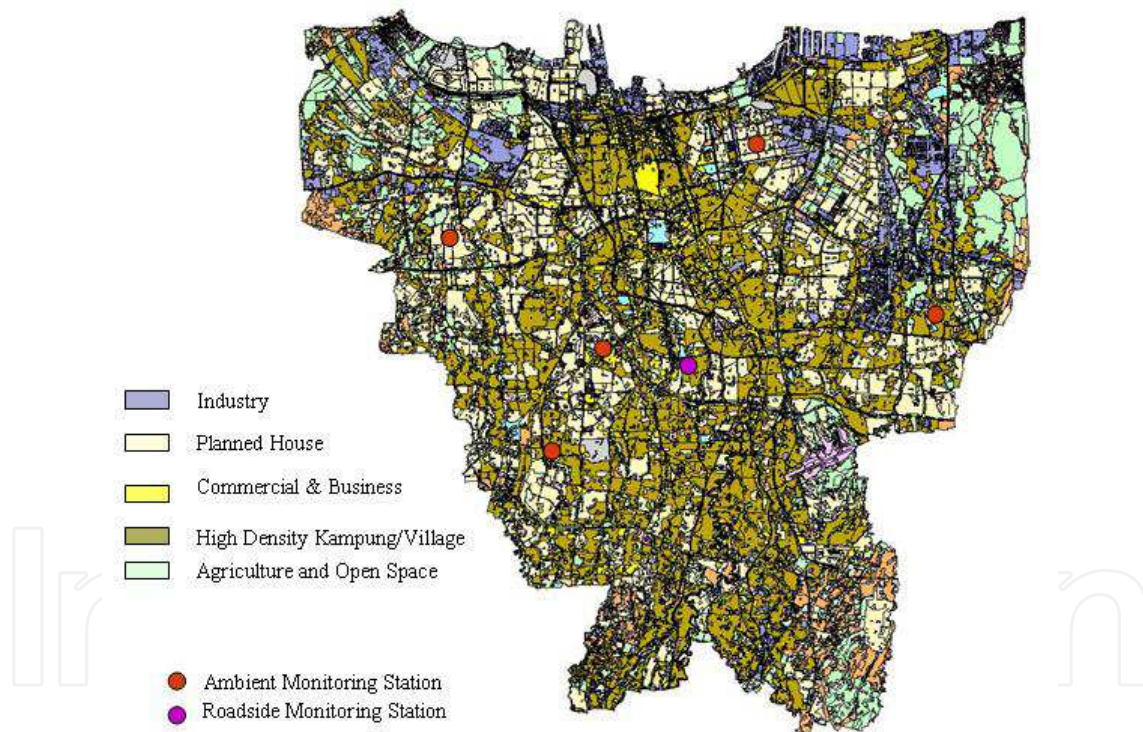 Industry
Planned House
Commercial & Business
High Density Kampung/Village
Agriculture and Open Space
Ambient Monitoring Station
Roadside Monitoring Station